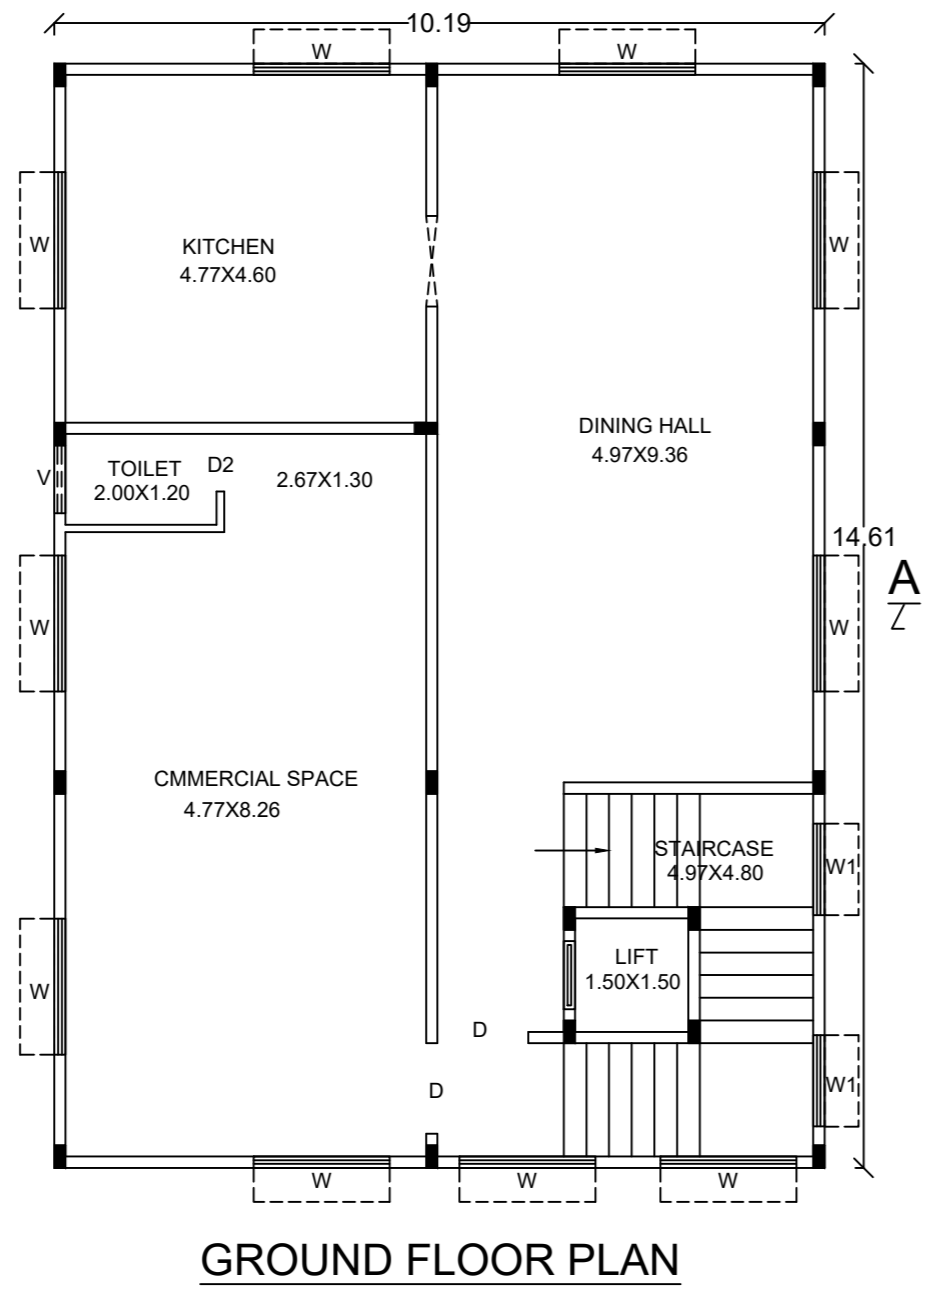 10.19
W
W
W
KITCHEN
4.77X4.60
W
DINING HALL
4.97X9.36
V
TOILET
2.00X1.20
D2
2.67X1.30
14.61
A
W
W
CMMERCIAL SPACE
4.77X8.26
STAIRCASE
4.97X4.80
W1
W
LIFT
1.50X1.50
D
D
W1
W
W
W
GROUND FLOOR PLAN